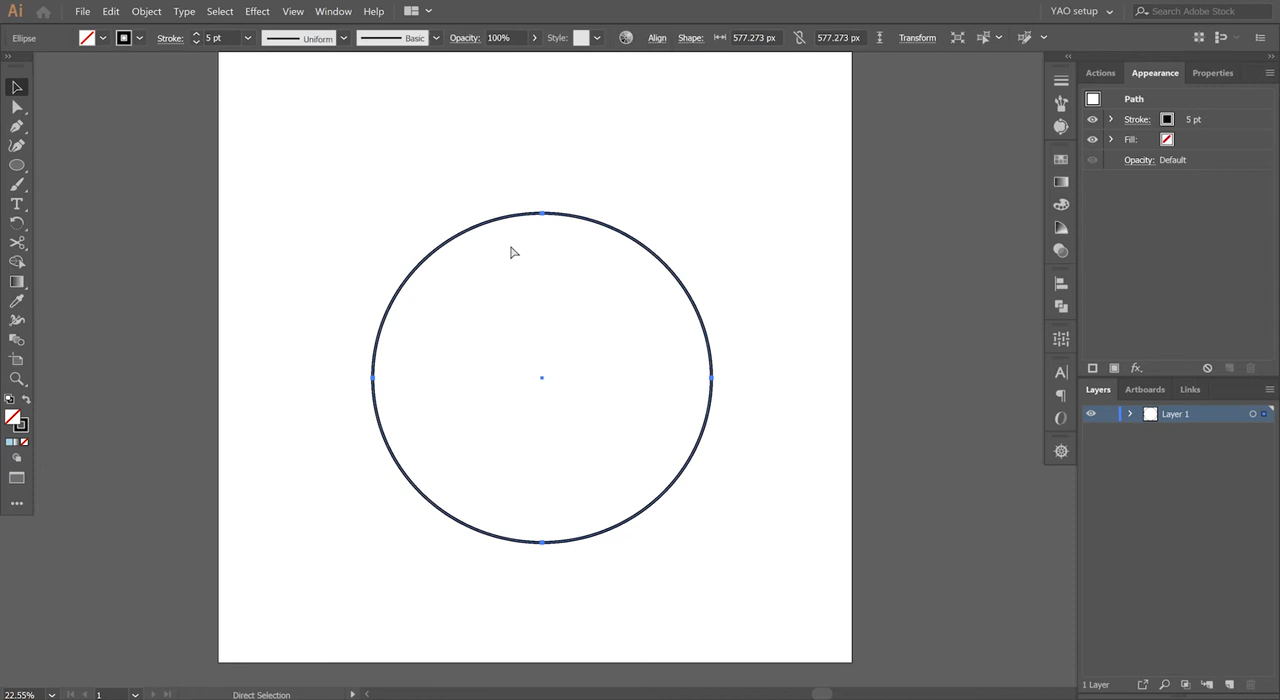 Ai File Edit Object Type Select Effect View Window Help YAO setup Search Adobe Stock
Ellipse Stroke: 5 pt Uniform Basic Opacity: 100% Style: Align Shape: 577.273 px 577.273 px Transform
Actions Appearance Properties
Path
Stroke: 5 pt
Fill:
Opacity: Default
fx.
Layers Artboards Links
Layer 1
1 Layer
22.55% 1 Direct Selection